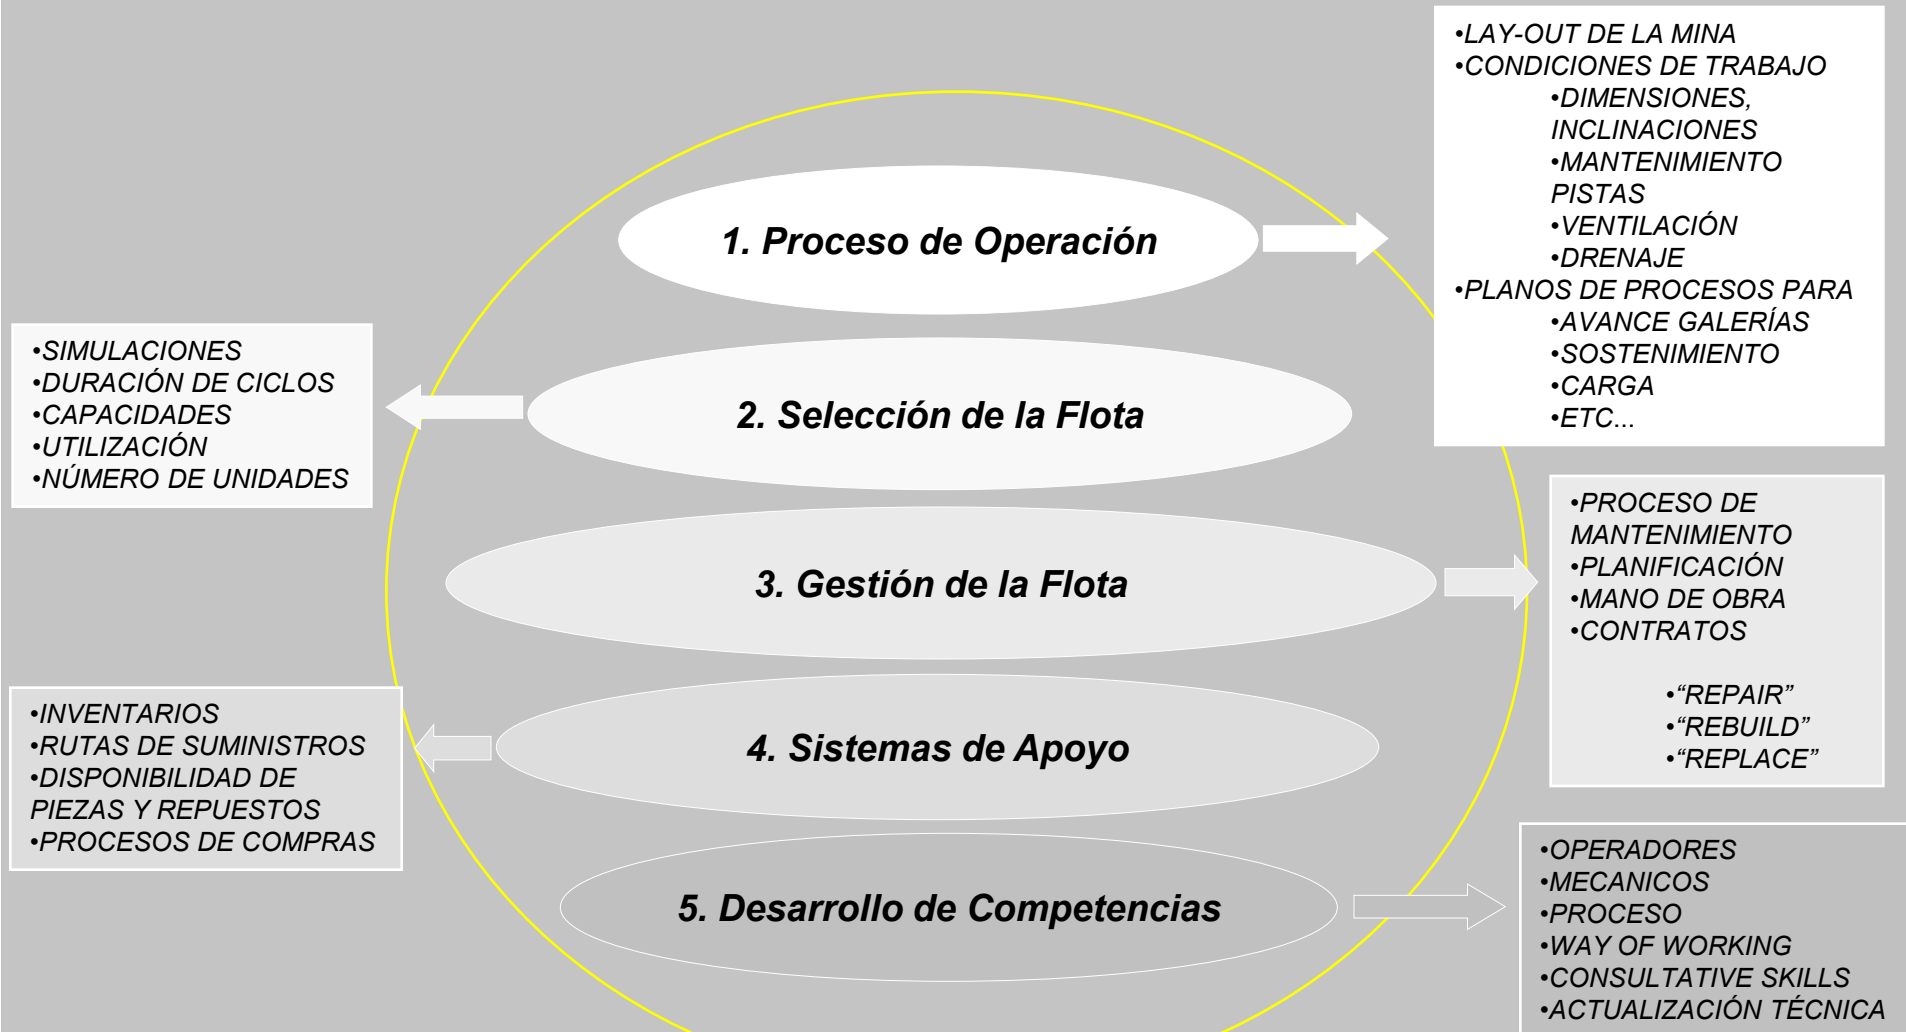 1. Proceso de Operación
•LAY-OUT DE LA MINA
•CONDICIONES DE TRABAJO
•DIMENSIONES,
INCLINACIONES
•MANTENIMIENTO
PISTAS
•VENTILACIÓN
•DRENAJE
•PLANOS DE PROCESOS PARA
•AVANCE GALERÍAS
•SOSTENIMIENTO
•CARGA
•ETC...
2. Selección de la Flota
•SIMULACIONES
•DURACIÓN DE CICLOS
•CAPACIDADES
•UTILIZACIÓN
•NÚMERO DE UNIDADES
3. Gestión de la Flota
•PROCESO DE
MANTENIMIENTO
•PLANIFICACIÓN
•MANO DE OBRA
•CONTRATOS
•“REPAIR”
•“REBUILD”
•“REPLACE”
4. Sistemas de Apoyo
•INVENTARIOS
•RUTAS DE SUMINISTROS
•DISPONIBILIDAD DE
PIEZAS Y REPUESTOS
•PROCESOS DE COMPRAS
5. Desarrollo de Competencias
•OPERADORES
•MECANICOS
•PROCESO
•WAY OF WORKING
•CONSULTATIVE SKILLS
•ACTUALIZACIÓN TÉCNICA